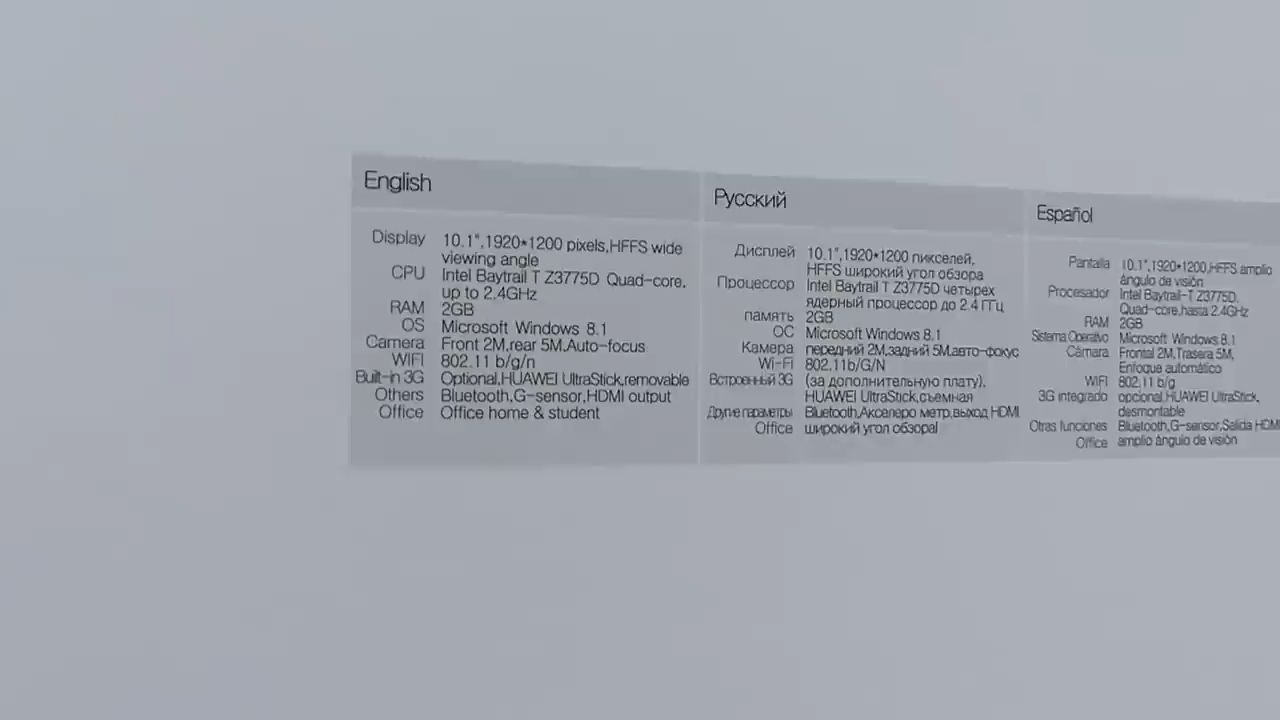 English
Display 10.1",1920*1200 pixels,HFFS wide
viewing angle
CPU Intel Baytrail T Z3775D Quad-core,
up to 2.4GHz
RAM 2GB
OS Microsoft Windows 8.1
Camera Front 2M,rear 5M,Auto-focus
WIFI 802.11 b/g/n
Built-in 3G Optional,HUAWEI UltraStick,removable
Others Bluetooth,G-sensor,HDMI output
Office Office home & student
Русский
Дисплей 10.1",1920*1200 пикселей,
HFFS широкий угол обзора
Процессор Intel Baytrail T Z3775D четырех
ядерный процессор до 2.4 ГГц
память 2GB
ОС Microsoft Windows 8.1
Камера передний 2М,задний 5М,авто-фокус
Wi-Fi 802.11b/G/N
Встроенный 3G (за дополнительную плату),
HUAWEI UltraStick,съемная
Другие параметры Bluetooth,Акселеро метр,выход HDMI
Office широкий угол обзораl
Español
Pantalla 10.1",1920*1200,HFFS amplio
ángulo de visión
Procesador Intel Baytrail-T Z3775D,
Quad-core,hasta 2.4GHz
RAM 2GB
Sistema Operativo Microsoft Windows 8.1
Cámara Frontal 2M,Trasera 5M,
Enfoque automático
WIFI 802,11 b/g
3G integrado opcional,HUAWEI UltraStick,
desmontable
Otras funciones Bluetooth,G-sensor,Salida HDMI
Office amplio ángulo de visión